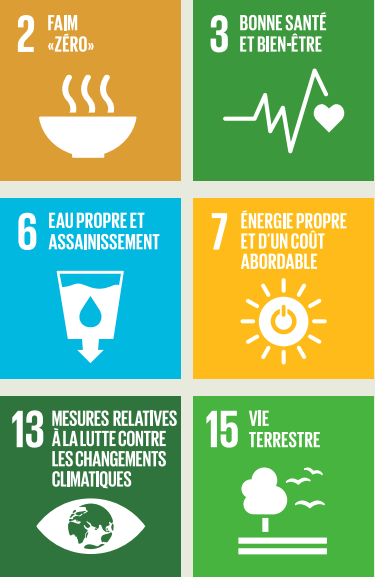 2 FAIM
«ZÉRO»
3 BONNE SANTÉ
ET BIEN-ÊTRE
6 EAU PROPRE ET
ASSAINISSEMENT
7 ÉNERGIE PROPRE
ET D'UN COÛT
ABORDABLE
13 MESURES RELATIVES
À LA LUTTE CONTRE
LES CHANGEMENTS
CLIMATIQUES
15 VIE
TERRESTRE